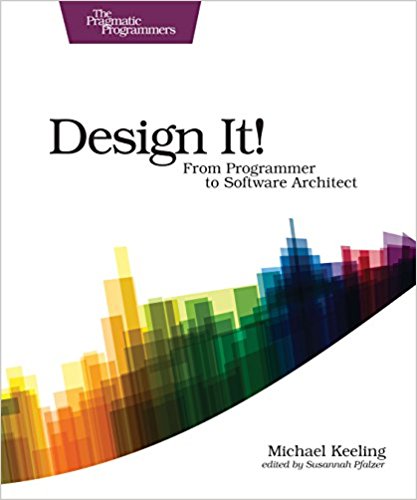 The
Pragmatic
Programmers
Design It!
From Programmer
to Software Architect
Michael Keeling
edited by Susannah Pfalzer